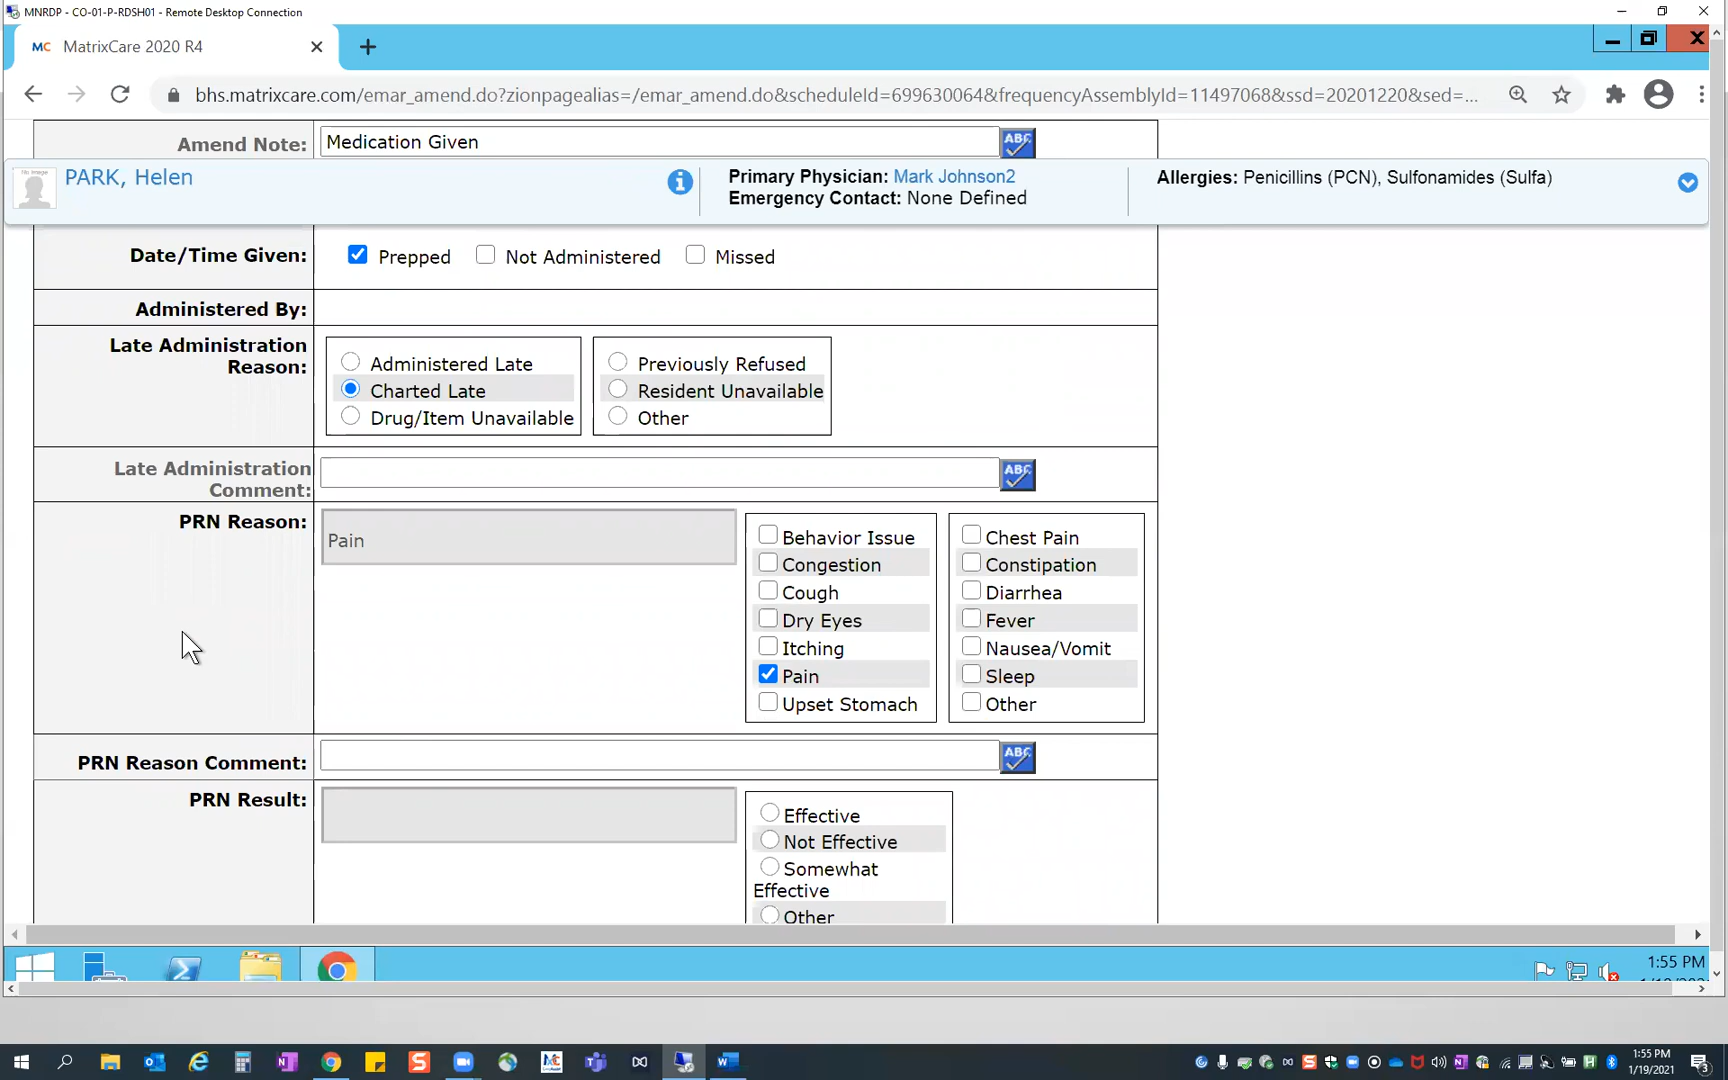 MNRDP - CO-01-P-RDSH01 - Remote Desktop Connection
MC MatrixCare 2020 R4
bhs.matrixcare.com/emar_amend.do?zionpagealias=/emar_amend.do&scheduleId=699630064&frequencyAssemblyId=11497068&ssd=20201220&sed=...
Amend Note: Medication Given
No Image
PARK, Helen
Primary Physician: Mark Johnson2
Emergency Contact: None Defined
Allergies: Penicillins (PCN), Sulfonamides (Sulfa)
Date/Time Given: Prepped Not Administered Missed
Administered By:
Late Administration Reason:
Administered Late
Charted Late
Drug/Item Unavailable
Previously Refused
Resident Unavailable
Other
Late Administration Comment:
PRN Reason:
Pain
Behavior Issue
Congestion
Cough
Dry Eyes
Itching
Pain
Upset Stomach
Chest Pain
Constipation
Diarrhea
Fever
Nausea/Vomit
Sleep
Other
PRN Reason Comment:
PRN Result:
Effective
Not Effective
Somewhat
Effective
Other
1:55 PM
1:55 PM
1/19/2021